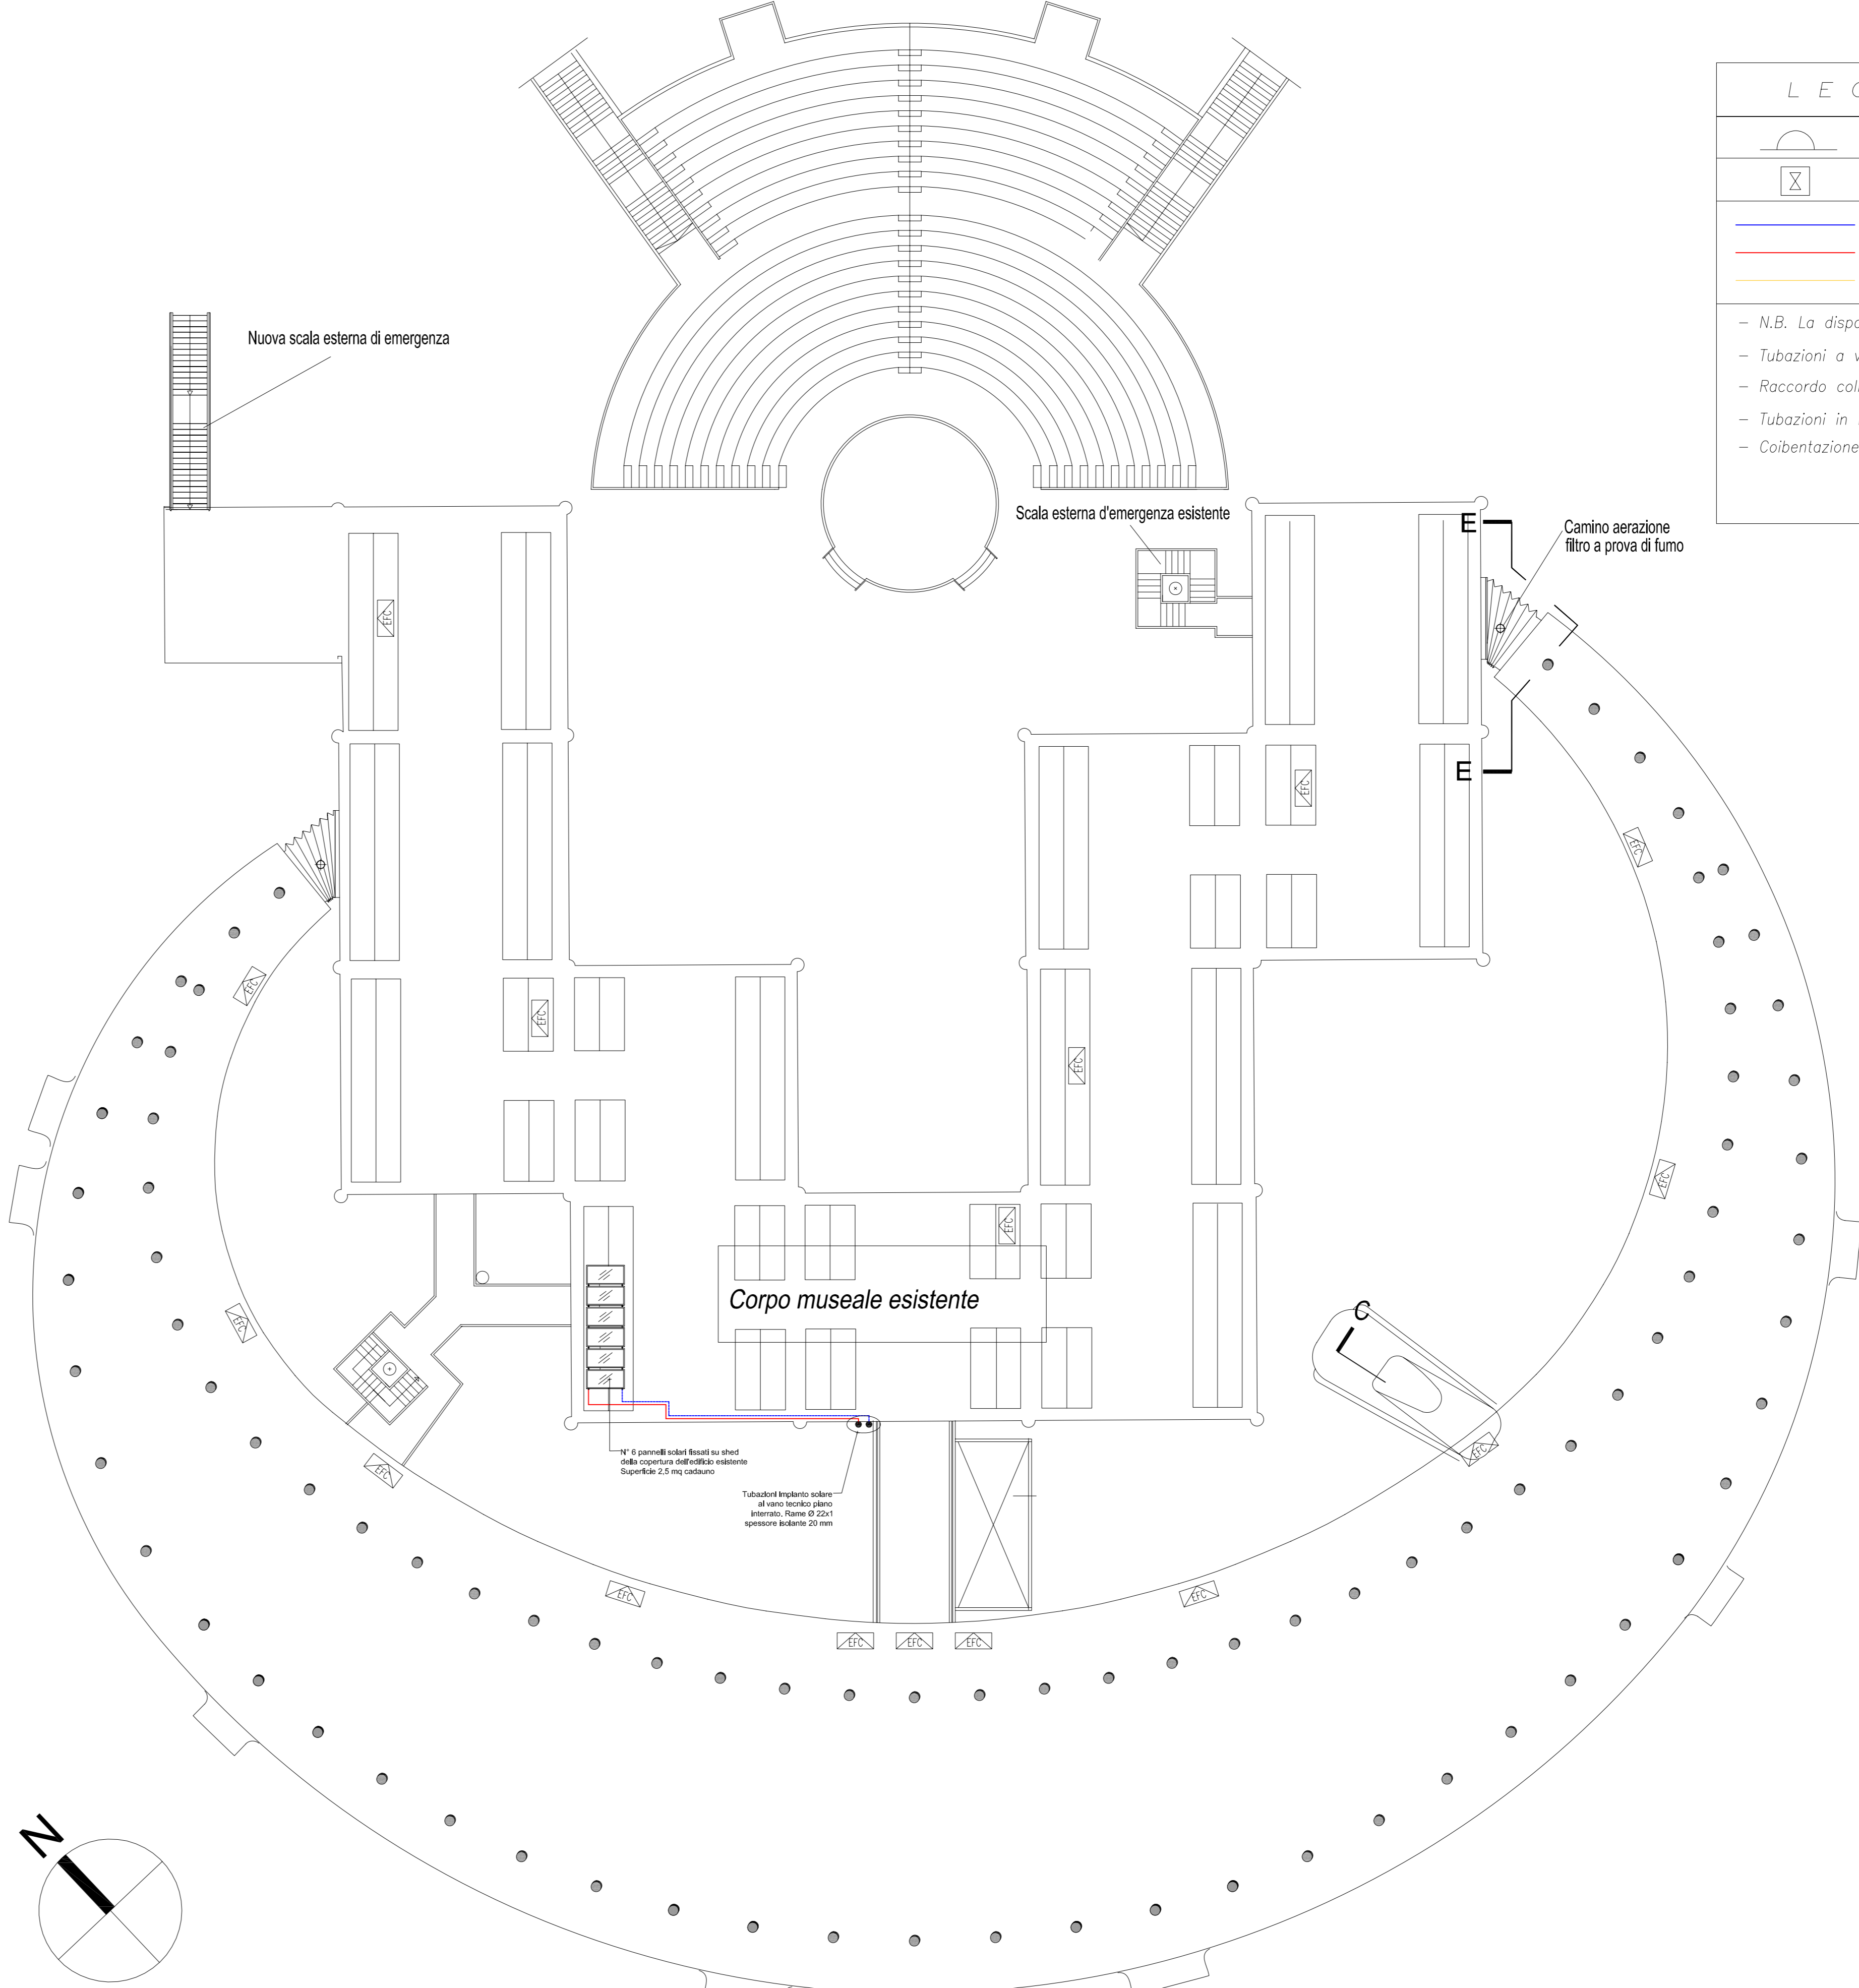 L E
Nuova scala esterna di emergenza
- N.B. La
- Tubazioni a
- Raccordo
- Tubazioni in
- Coibentazione
Scala esterna d'emergenza esistente
E
Camino aerazione
filtro a prova di fumo
EFC
E
EFC
EFC
EFC
EFC
EFC
EFC
EFC
Corpo museale esistente
C
EFC
EFC
EFC
N° 6 pannelli solari fissati su shed
della copertura dell'edificio esistente
Superficie 2,5 mq cadauno
Tubazioni impianto solare
al vano tecnico piano
interrato, Rame Ø 22x1
spessore isolante 20 mm
EFC
EFC
EFC
EFC
EFC
N